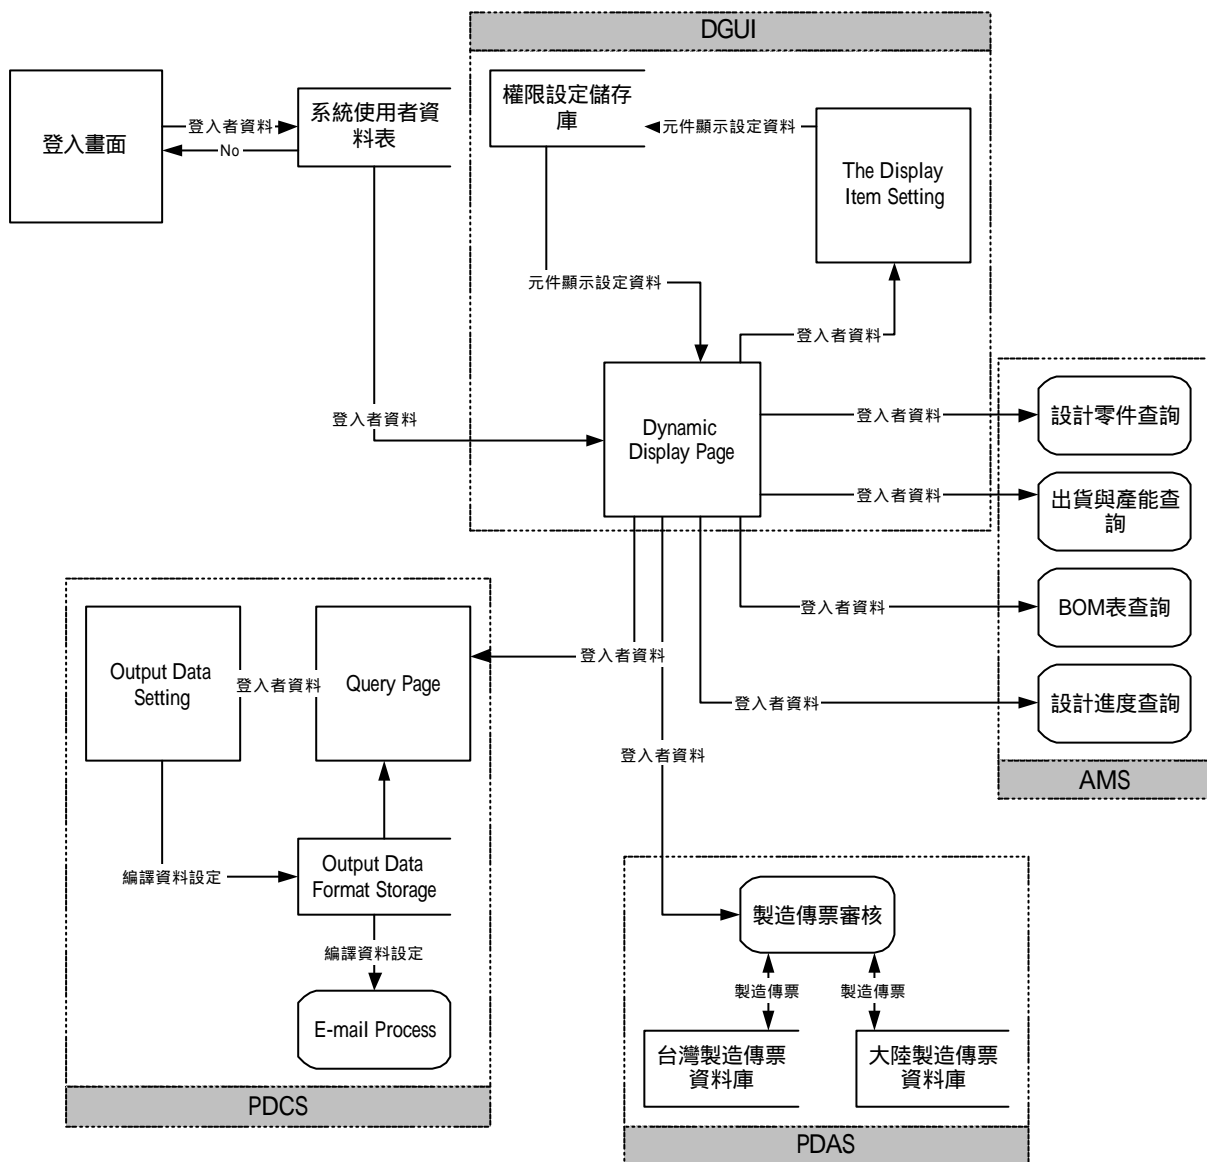 DGUI
登入畫面
登入者資料
No
系統使用者資
料表
權限設定儲存
庫
元件顯示設定資料
The Display
Item Setting
元件顯示設定資料
登入者資料
登入者資料
Dynamic
Display Page
登入者資料
設計零件查詢
登入者資料
出貨與產能查
詢
登入者資料
BOM表查詢
登入者資料
設計進度查詢
AMS
登入者資料
Output Data
Setting
登入者資料
Query Page
登入者資料
編譯資料設定
Output Data
Format Storage
編譯資料設定
E-mail Process
PDCS
製造傳票審核
製造傳票
製造傳票
台灣製造傳票
資料庫
大陸製造傳票
資料庫
PDAS